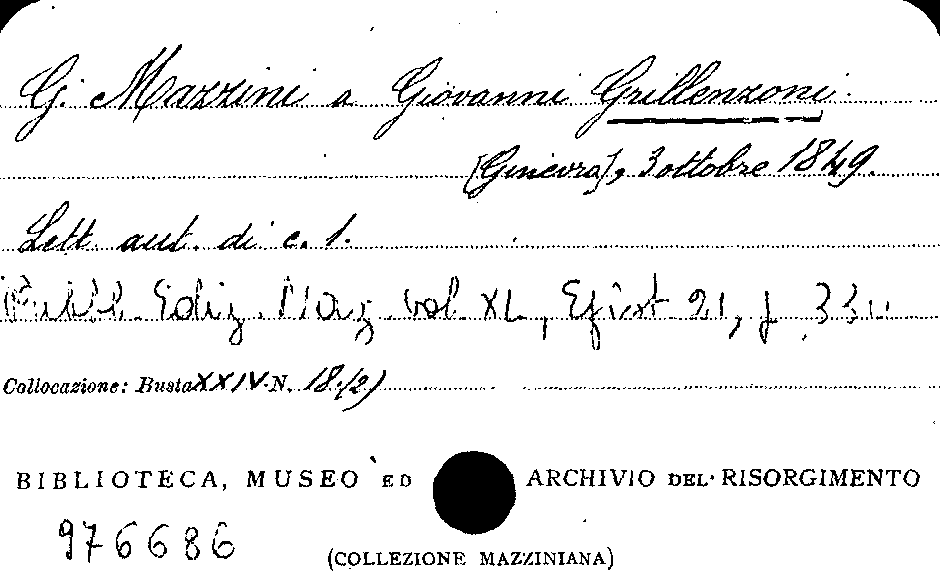 G. Mazzini a Giovanni Grillenzoni.
[Ginevra], 3 ottobre 1849.
Lett. aut. di c. 1.
Pubbl. Ediz. Naz. vol. XL, Epist. 21, p.
Collocazione: Busta XXIV N. 18.(2)
BIBLIOTECA, MUSEO ED ARCHIVIO DEL RISORGIMENTO
976686
(COLLEZIONE MAZZINIANA)